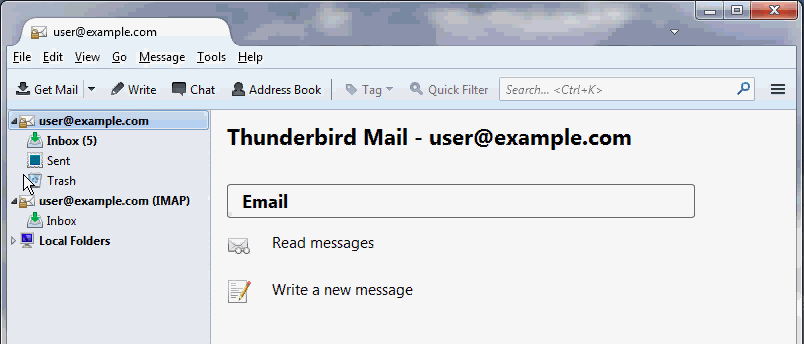 user@example.com
File Edit View Go Message Tools Help
Get Mail Write Chat Address Book Tag Quick Filter Search... <Ctrl+K>
user@example.com
Inbox (5)
Sent
Trash
user@example.com (IMAP)
Inbox
Local Folders
Thunderbird Mail - user@example.com
Email
Read messages
Write a new message